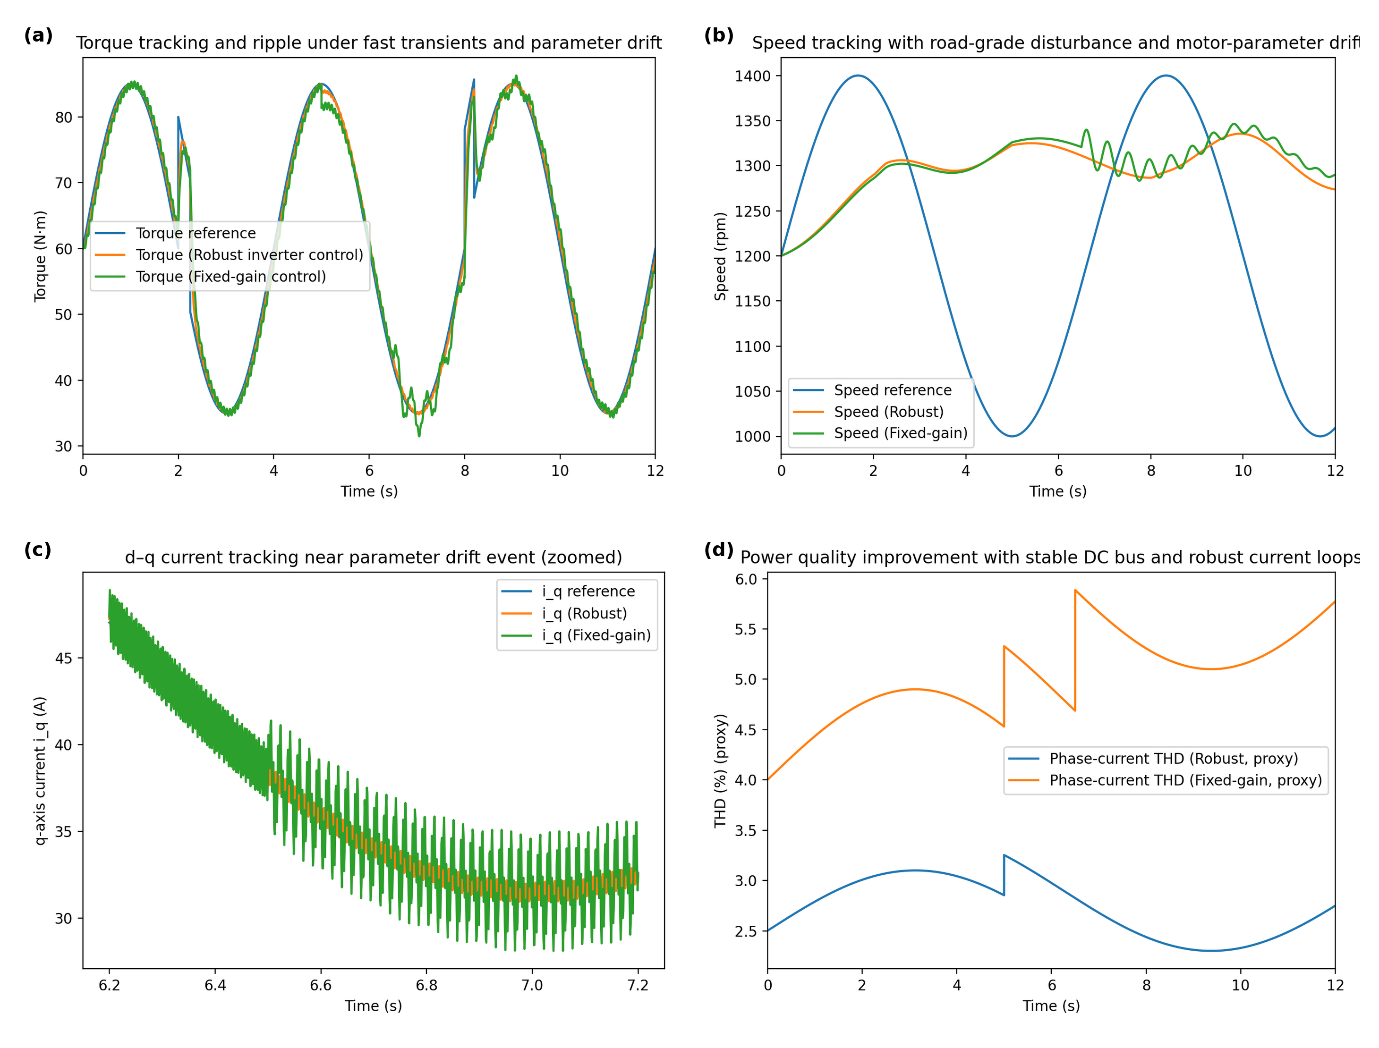 (a)
Torque tracking and ripple under fast transients and parameter drift
80
70
60
50
40
30
Torque (N·m)
Torque reference
Torque (Robust inverter control)
Torque (Fixed-gain control)
0 2 4 6 8 10 12
Time (s)
(b)
Speed tracking with road-grade disturbance and motor-parameter drift
1400
1350
1300
1250
1200
1150
1100
1050
1000
Speed (rpm)
Speed reference
Speed (Robust)
Speed (Fixed-gain)
0 2 4 6 8 10 12
Time (s)
(c)
d–q current tracking near parameter drift event (zoomed)
45
40
35
30
q-axis current i_q (A)
i_q reference
i_q (Robust)
i_q (Fixed-gain)
6.2 6.4 6.6 6.8 7.0 7.2
Time (s)
(d)
Power quality improvement with stable DC bus and robust current loops
6.0
5.5
5.0
4.5
4.0
3.5
3.0
2.5
THD (%) (proxy)
Phase-current THD (Robust, proxy)
Phase-current THD (Fixed-gain, proxy)
0 2 4 6 8 10 12
Time (s)